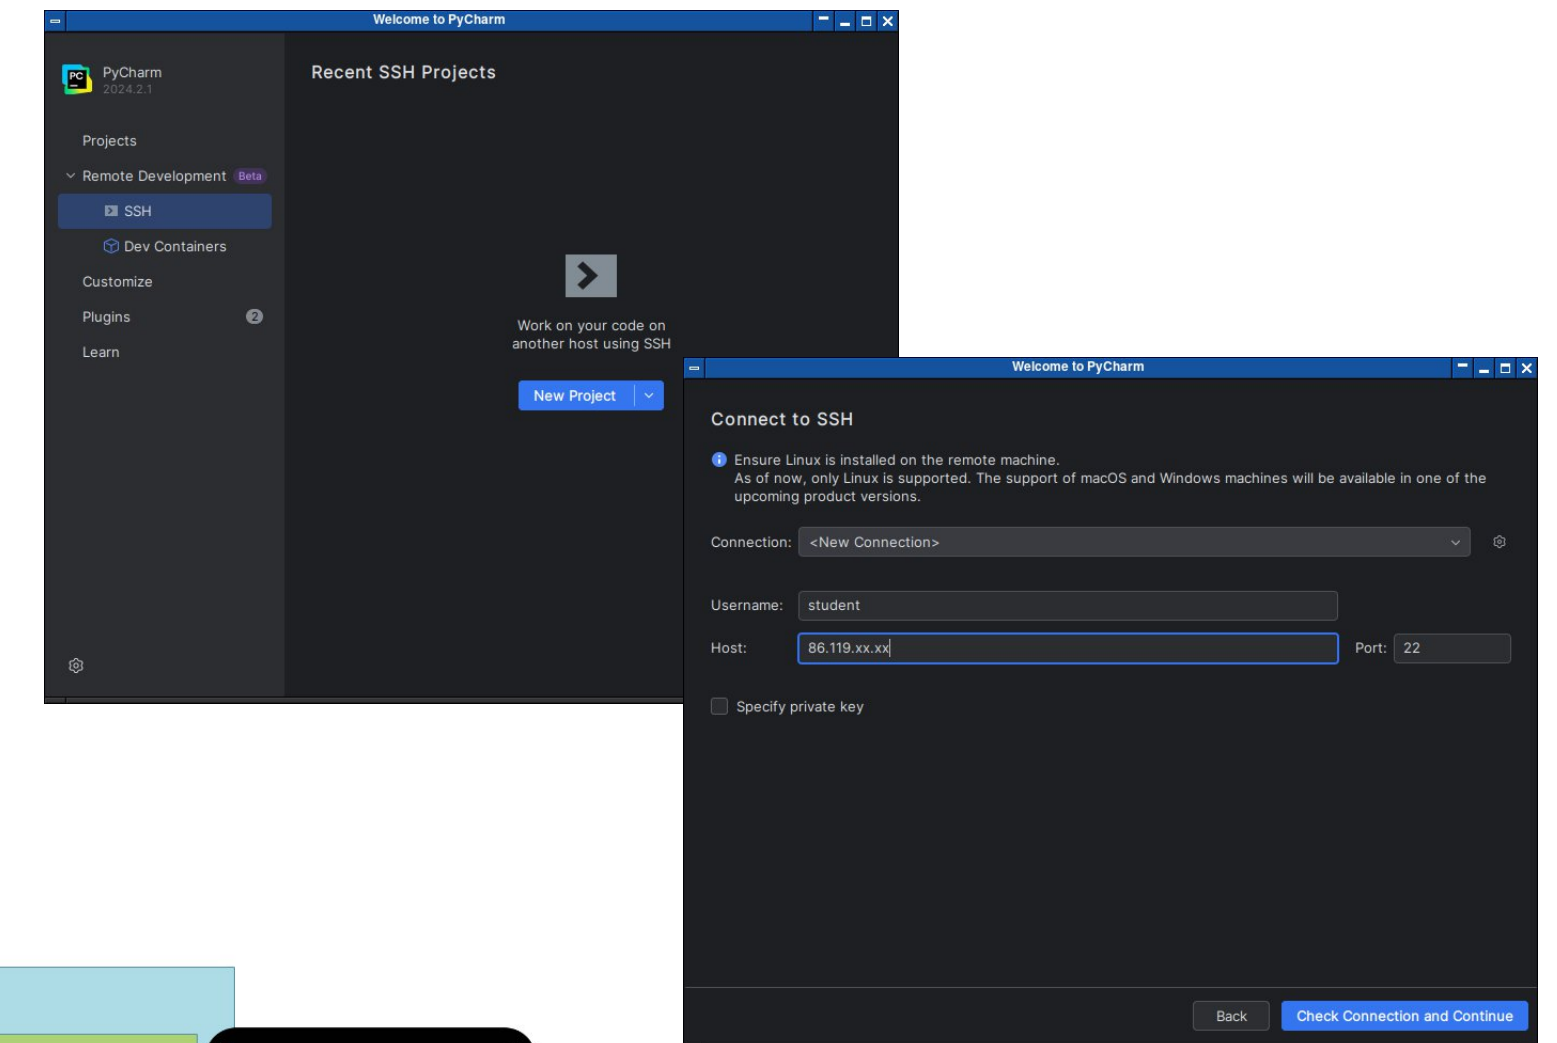 Welcome to PyCharm
PyCharm
2024.2.1
Projects
Remote Development Beta
SSH
Dev Containers
Customize
Plugins 2
Learn
Recent SSH Projects
Work on your code on
another host using SSH
New Project
Welcome to PyCharm
Connect to SSH
Ensure Linux is installed on the remote machine.
As of now, only Linux is supported. The support of macOS and Windows machines will be available in one of the
upcoming product versions.
Connection: <New Connection>
Username: student
Host: 86.119.xx.xx Port: 22
Specify private key
Back Check Connection and Continue